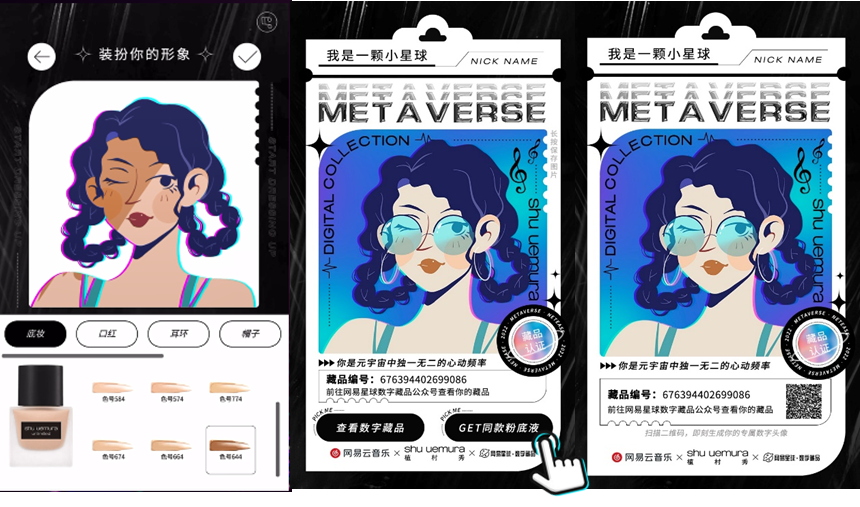 装扮你的形象
START DRESSING UP
START DRESSING UP
底妆
口红
耳环
帽子
色号584
色号574
色号774
shu uemura
色号674
色号664
色号644
我是一颗小星球
NICK NAME
METAVERSE
METAVERSE
DIGITAL COLLECTION
长按保存图片
shu uemura
2022 · METAVERSE · NETEASE
藏品
认证
你是元宇宙中独一无二的心动频率
藏品编号：676394402699086
前往网易星球数字藏品公众号查看你的藏品
PICK ME
查看数字藏品
PICK ME
GET同款粉底液
网易云音乐 × shu uemura 植村秀 × 网易星球·数字藏品
我是一颗小星球
NICK NAME
METAVERSE
METAVERSE
DIGITAL COLLECTION
shu uemura
2022 · METAVERSE · NETEASE
藏品
认证
你是元宇宙中独一无二的心动频率
藏品编号：676394402699086
前往网易星球数字藏品公众号查看你的藏品
扫描二维码，即刻生成你的专属数字头像
网易云音乐 × shu uemura 植村秀 × 网易星球·数字藏品